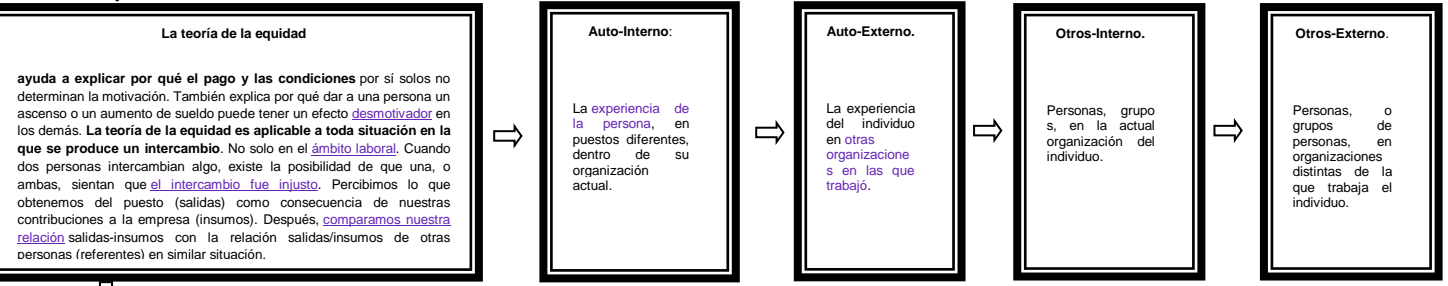 La teoría de la equidad
ayuda a explicar por qué el pago y las condiciones por sí solos no
determinan la motivación. También explica por qué dar a una persona un
ascenso o un aumento de sueldo puede tener un efecto desmotivador en
los demás. La teoría de la equidad es aplicable a toda situación en la
que se produce un intercambio. No solo en el ámbito laboral. Cuando
dos personas intercambian algo, existe la posibilidad de que una, o
ambas, sientan que el intercambio fue injusto. Percibimos lo que
obtenemos del puesto (salidas) como consecuencia de nuestras
contribuciones a la empresa (insumos). Después, comparamos nuestra
relación salidas-insumos con la relación salidas/insumos de otras
personas (referentes) en similar situación.
Auto-Interno:
La experiencia de
la persona, en
puestos diferentes,
dentro de su
organización
actual.
Auto-Externo.
La experiencia
del individuo
en otras
organizacione
s en las que
trabajó.
Otros-Interno.
Personas, grupo
s, en la actual
organización del
individuo.
Otros-Externo.
Personas, o
grupos de
personas, en
organizaciones
distintas de la
que trabaja el
individuo.